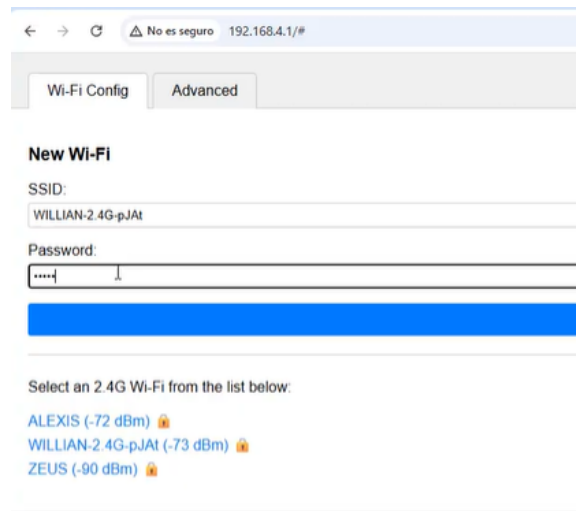 No es seguro 192.168.4.1/#
Wi-Fi Config Advanced
New Wi-Fi
SSID:
WILLIAN-2.4G-pJAt
Password:
•••••
Select an 2.4G Wi-Fi from the list below:
ALEXIS (-72 dBm)
WILLIAN-2.4G-pJAt (-73 dBm)
ZEUS (-90 dBm)